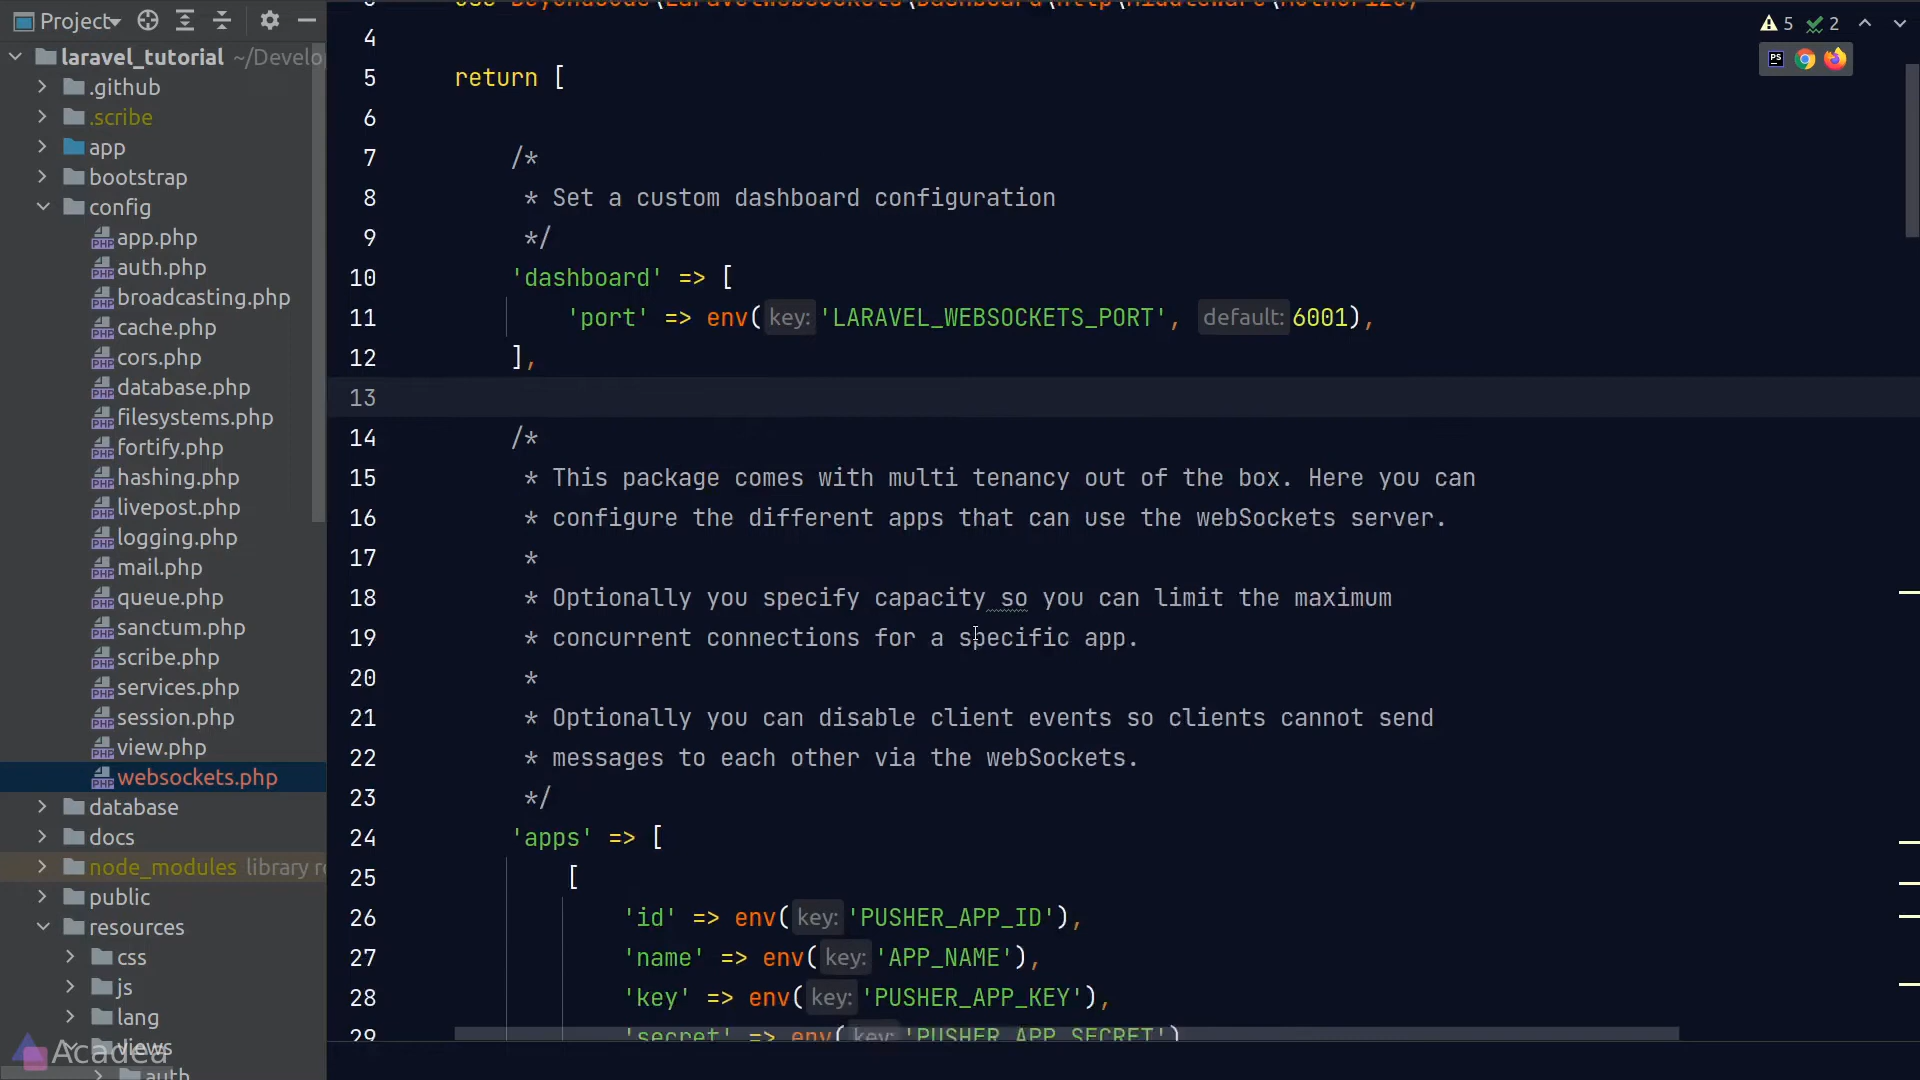 Project
laravel_tutorial ~/Develo
.github
.scribe
app
bootstrap
config
app.php
auth.php
broadcasting.php
cache.php
cors.php
database.php
filesystems.php
fortify.php
hashing.php
livepost.php
logging.php
mail.php
queue.php
sanctum.php
scribe.php
services.php
session.php
view.php
websockets.php
database
docs
node_modules library r
public
resources
css
js
lang
views
auth
Acadea
5 2
PS
4
5 return [
6
7 /*
8 * Set a custom dashboard configuration
9 */
10 'dashboard' => [
11 'port' => env( key: 'LARAVEL_WEBSOCKETS_PORT', default: 6001),
12 ],
13
14 /*
15 * This package comes with multi tenancy out of the box. Here you can
16 * configure the different apps that can use the webSockets server.
17 *
18 * Optionally you specify capacity so you can limit the maximum
19 * concurrent connections for a specific app.
20 *
21 * Optionally you can disable client events so clients cannot send
22 * messages to each other via the webSockets.
23 */
24 'apps' => [
25 [
26 'id' => env( key: 'PUSHER_APP_ID'),
27 'name' => env( key: 'APP_NAME'),
28 'key' => env( key: 'PUSHER_APP_KEY'),
29 'secret' => env( key: 'PUSHER_APP_SECRET')